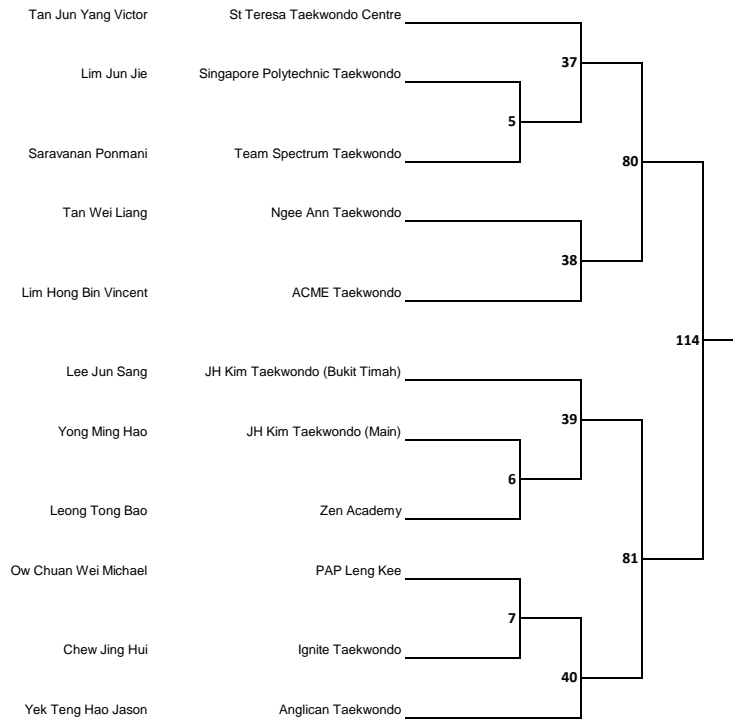 Tan Jun Yang Victor St Teresa Taekwondo Centre
37
Lim Jun Jie Singapore Polytechnic Taekwondo
5
Saravanan Ponmani Team Spectrum Taekwondo
80
Tan Wei Liang Ngee Ann Taekwondo
38
Lim Hong Bin Vincent ACME Taekwondo
114
Lee Jun Sang JH Kim Taekwondo (Bukit Timah)
39
Yong Ming Hao JH Kim Taekwondo (Main)
6
Leong Tong Bao Zen Academy
81
Ow Chuan Wei Michael PAP Leng Kee
7
Chew Jing Hui Ignite Taekwondo
40
Yek Teng Hao Jason Anglican Taekwondo